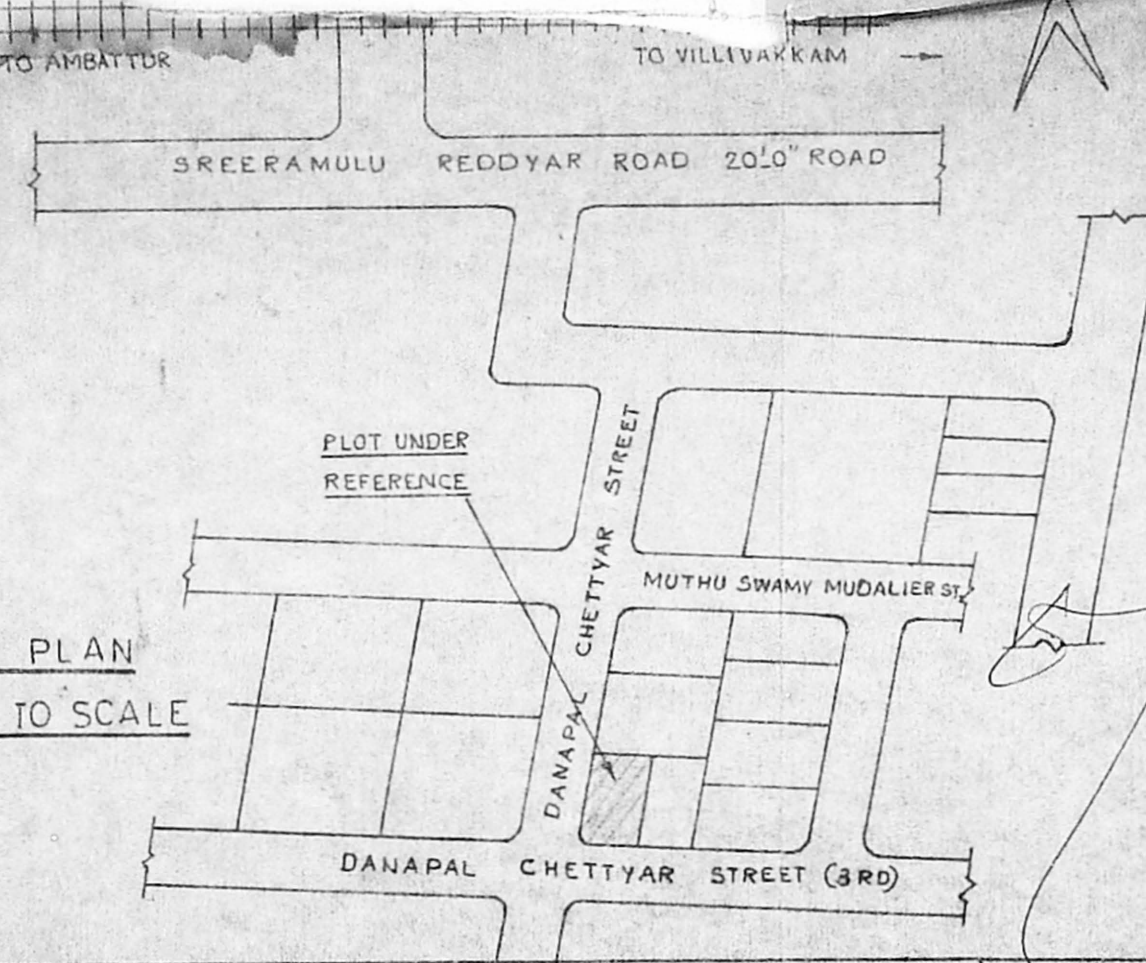 TO AMBATTUR
TO VILLIVAKKAM
SREERAMULU REDDYAR ROAD 20'.0" ROAD
PLOT UNDER
REFERENCE
DANAPAL CHETTYAR STREET
MUTHU SWAMY MUDALIER ST.
PLAN
TO SCALE
DANAPAL CHETTYAR STREET (3RD)